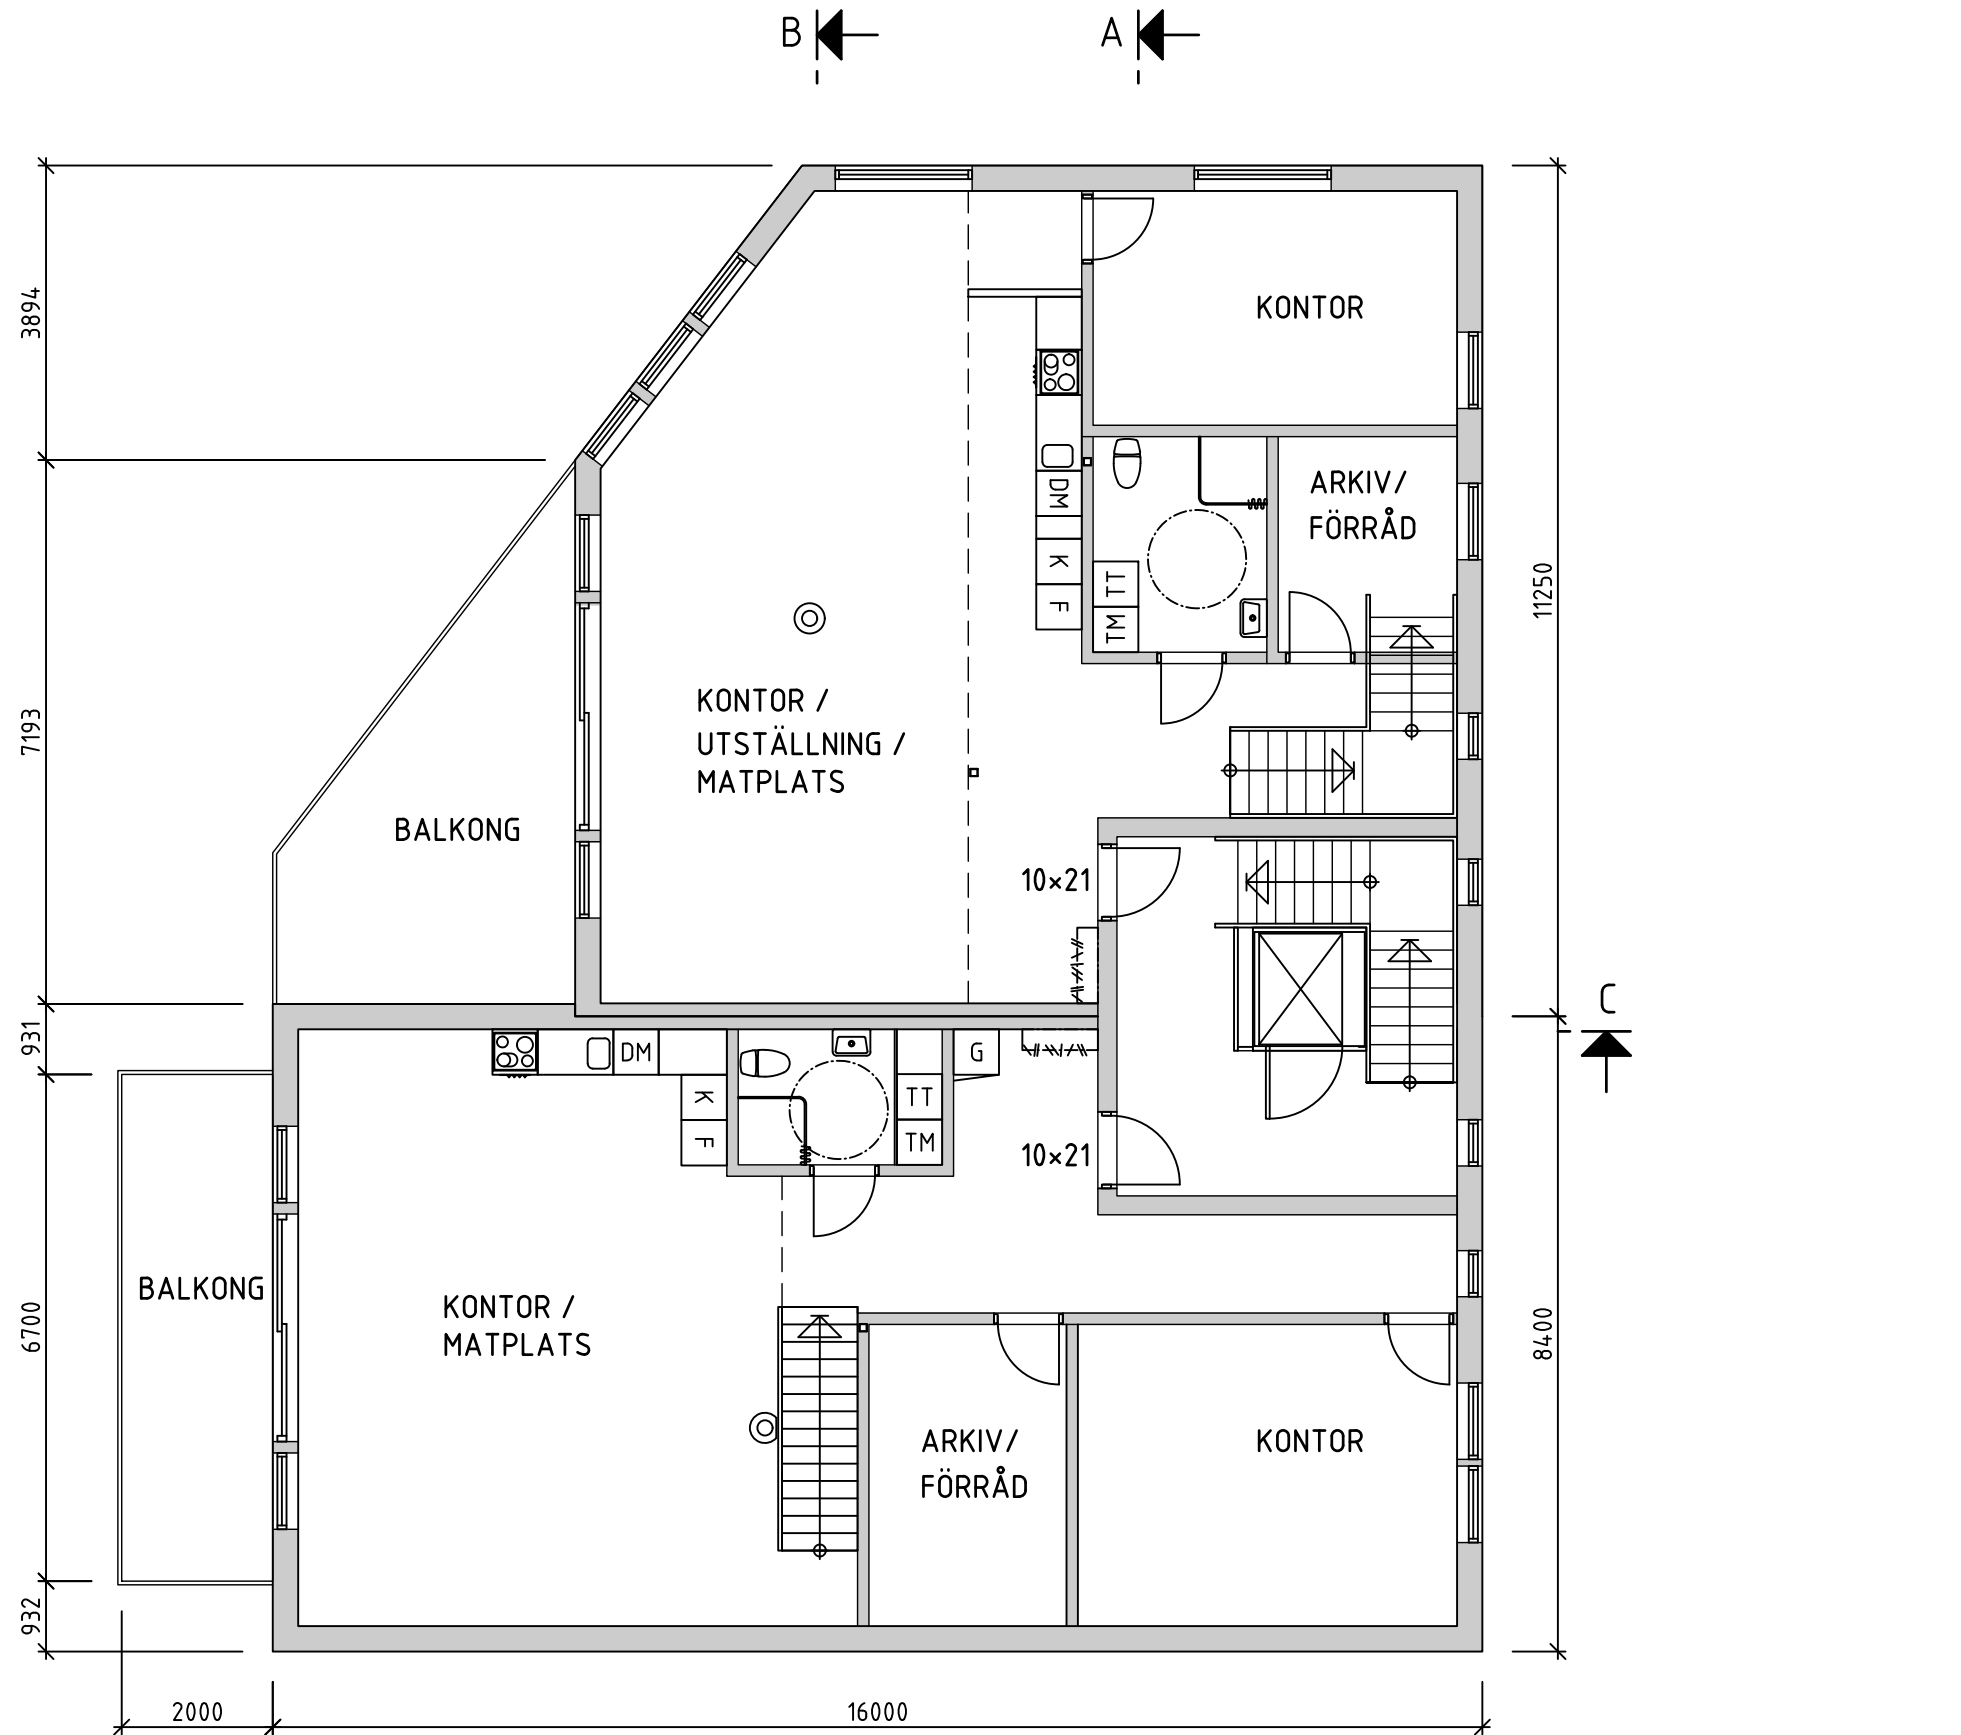 B
A
3894
KONTOR
ARKIV/
FÖRRÅD
DM
K
F
TT
TM
11250
KONTOR /
UTSTÄLLNING /
MATPLATS
7193
BALKONG
10×21
C
931
DM
K
F
TT
TM
G
10×21
BALKONG
KONTOR /
MATPLATS
6700
8400
ARKIV/
FÖRRÅD
KONTOR
932
2000
16000